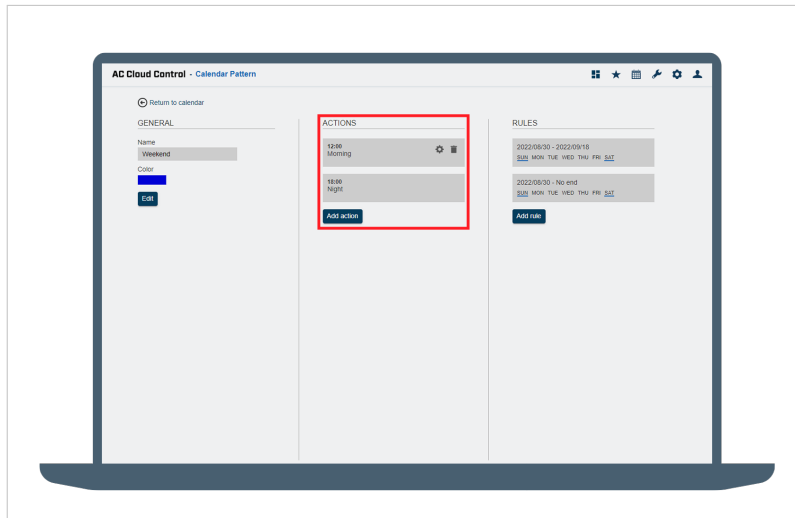 AC Cloud Control - Calendar Pattern
Return to calendar
GENERAL
Name
Weekend
Color
Edit
ACTIONS
12:00
Morning
18:00
Night
Add action
RULES
2022/08/30 - 2022/09/18
SUN MON TUE WED THU FRI SAT
2022/08/30 - No end
SUN MON TUE WED THU FRI SAT
Add rule